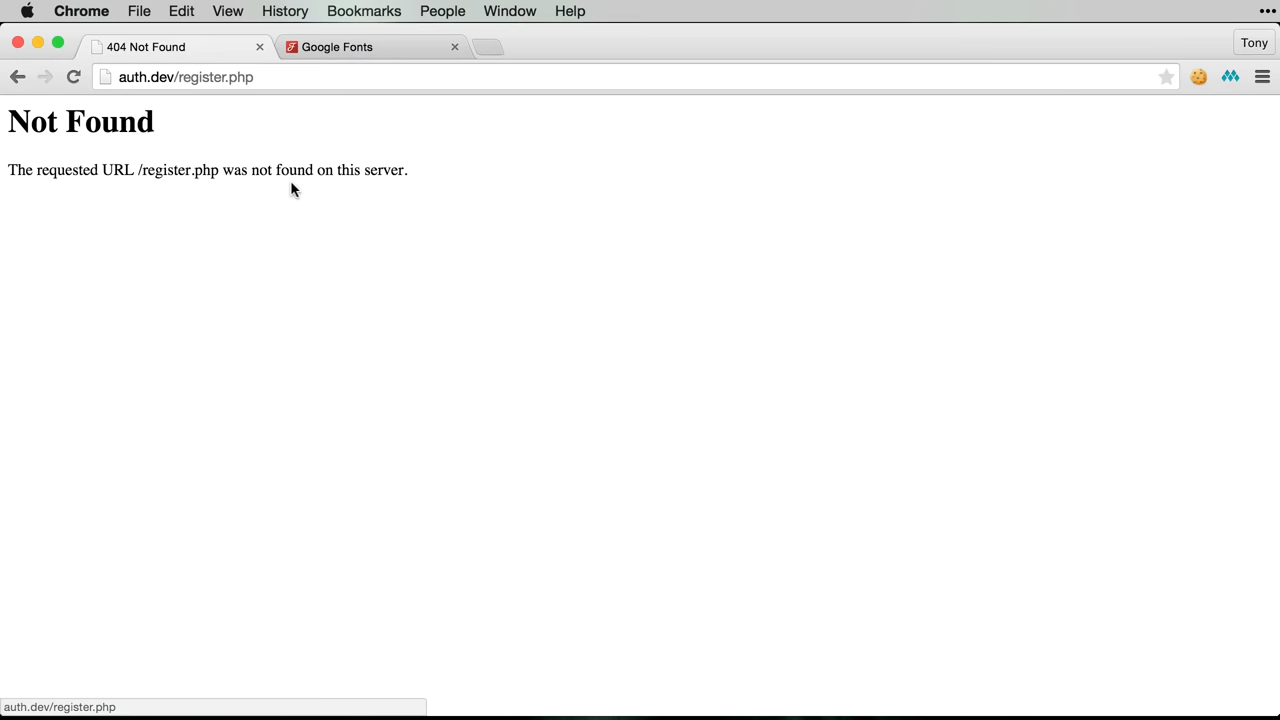 Chrome File Edit View History Bookmarks People Window Help
404 Not Found Google Fonts Tony
auth.dev/register.php
Not Found
The requested URL /register.php was not found on this server.
auth.dev/register.php